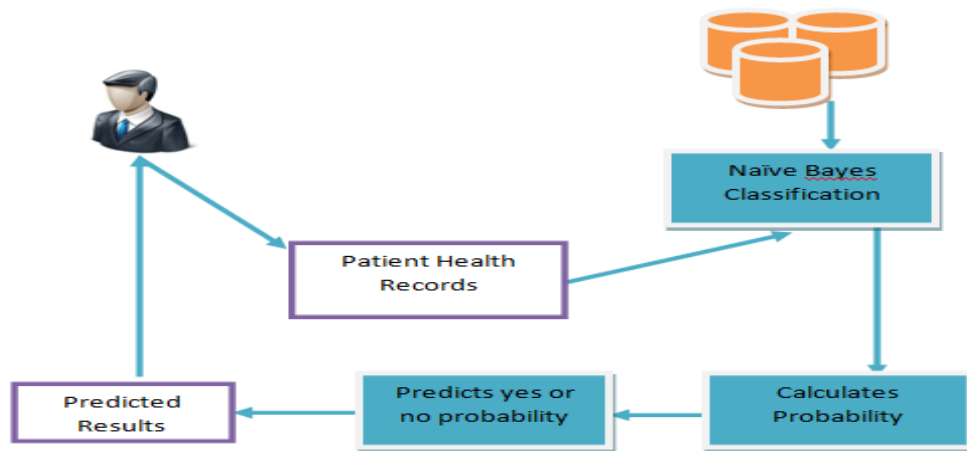 Naïve Bayes
Classification
Patient Health
Records
Calculates
Probability
Predicts yes or
no probability
Predicted
Results